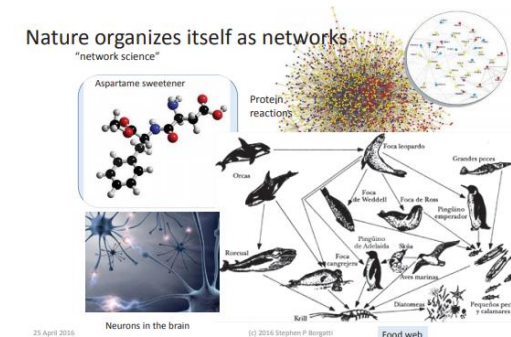 Nature organizes itself as networks
"network science"
Aspartame sweetener
Protein
reactions
Foca leopardo
Orcas
Grandes peces
Foca
de Weddell
Foca de Ross
Pingüino
emperador
Pingüino
de Adelaida
Skúa
Rorcual
Foca
cangrejera
Aves marinas
Krill
Diatomeas
Pequeños pec
y calamares
Neurons in the brain
25 April 2016
(c) 2016 Stephen P Borgatti
Food web